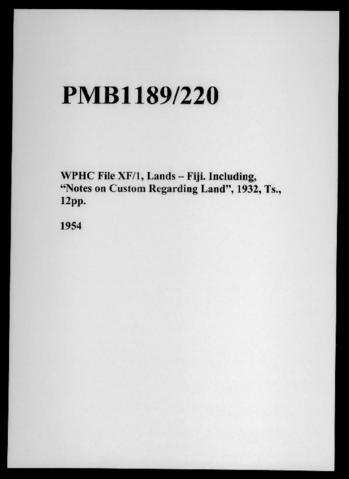 PMB1189/220
WPHC File XF/1, Lands – Fiji. Including,
“Notes on Custom Regarding Land”, 1932, Ts.,
12pp.
1954